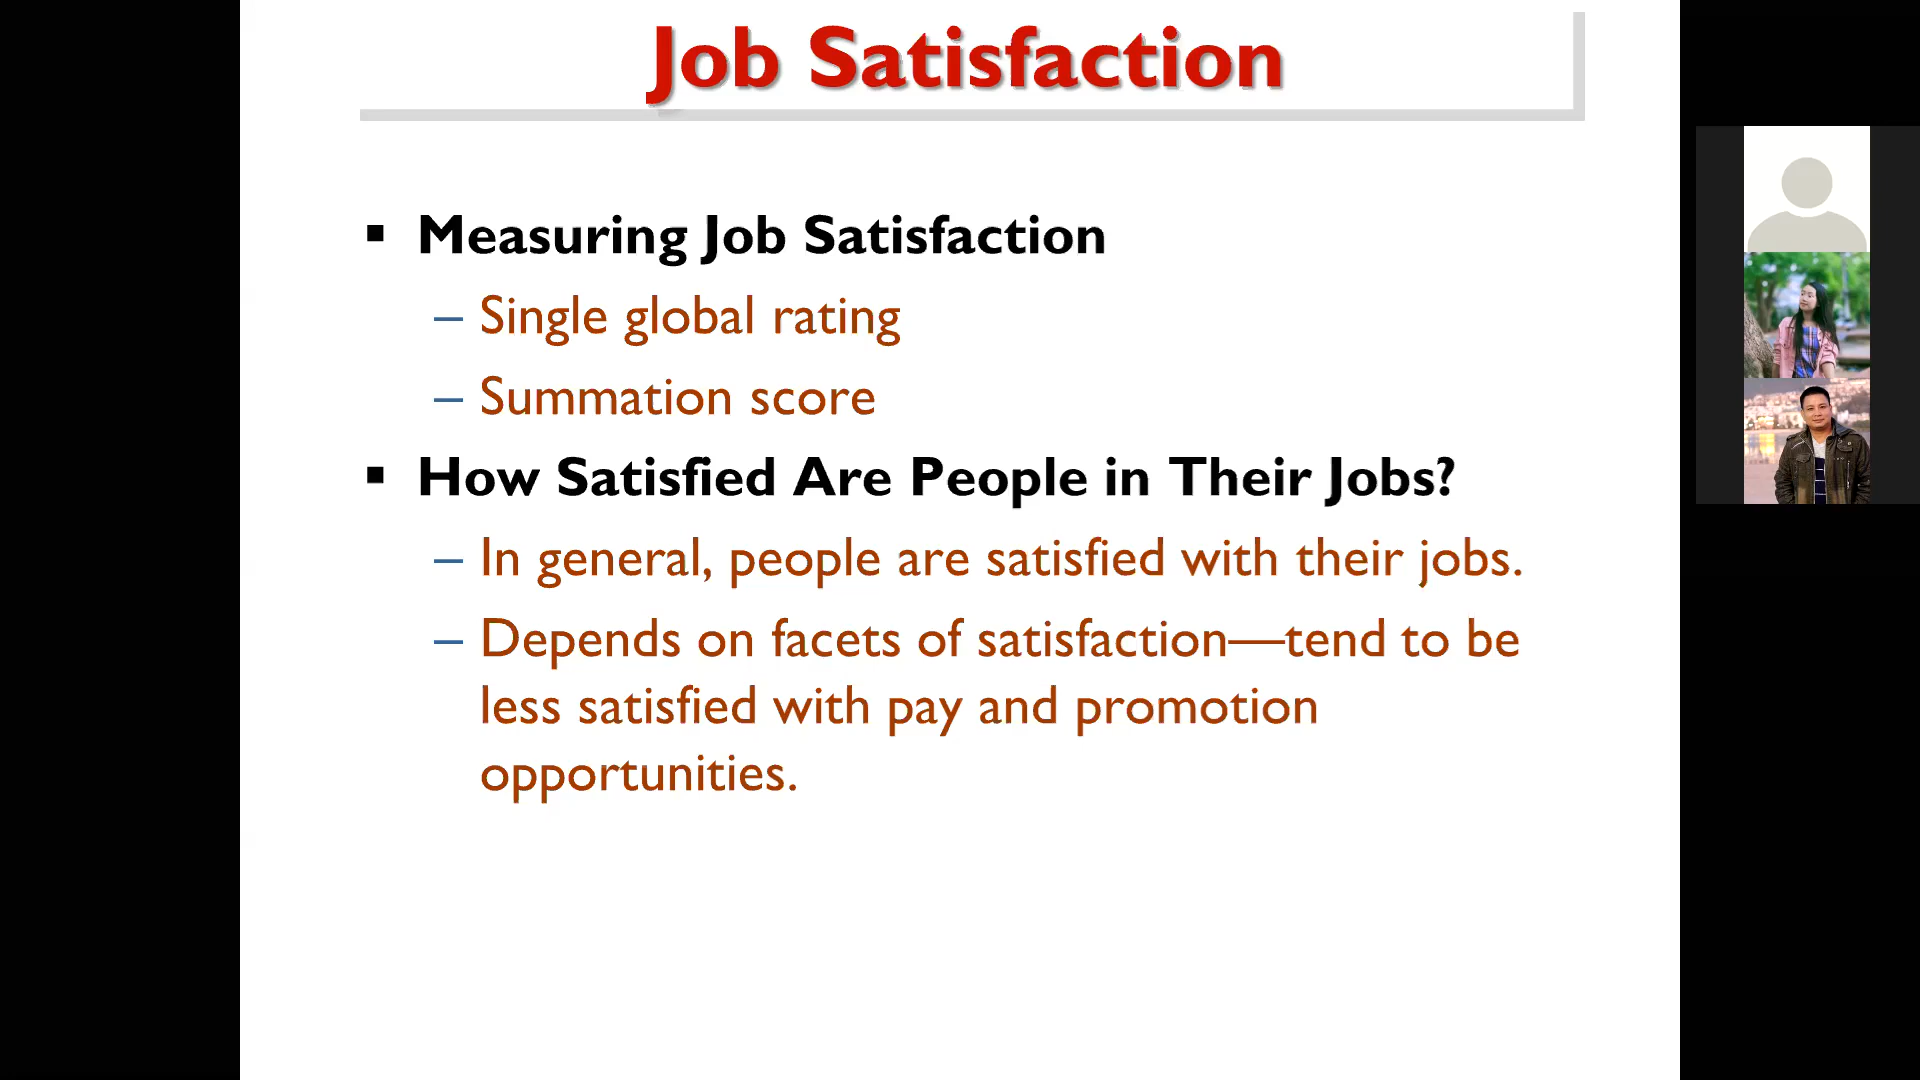 Job Satisfaction
▪ Measuring Job Satisfaction
– Single global rating
– Summation score
▪ How Satisfied Are People in Their Jobs?
– In general, people are satisfied with their jobs.
– Depends on facets of satisfaction—tend to be
less satisfied with pay and promotion
opportunities.